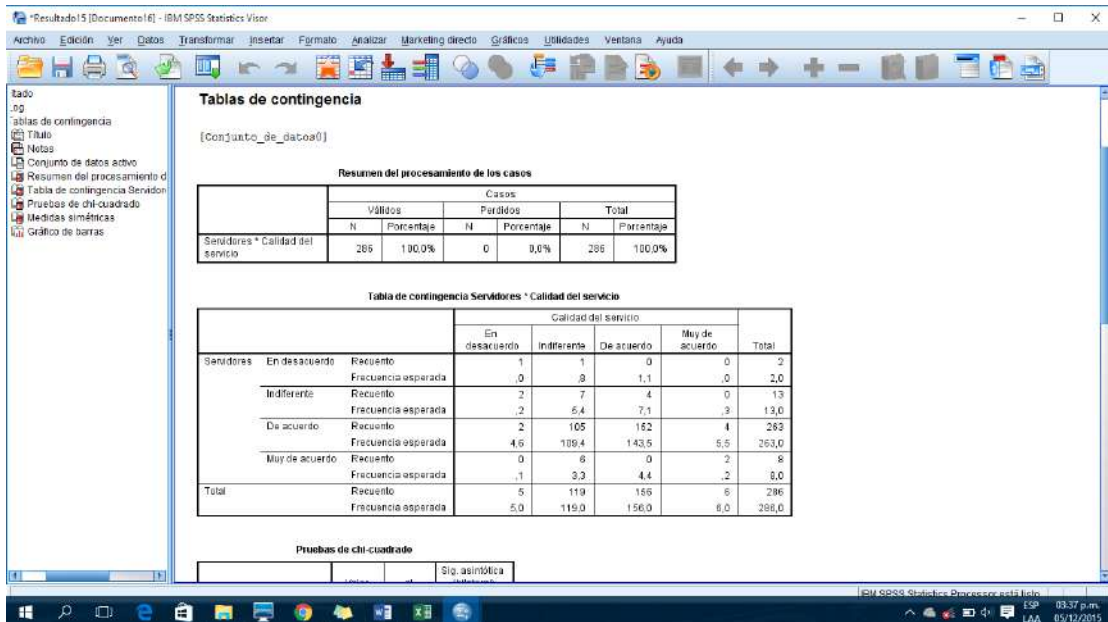 *Resultado15 [Documento16] - IBM SPSS Statistics Visor
Archivo Edición Ver Datos Transformar Insertar Formato Analizar Marketing directo Gráficos Utilidades Ventana Ayuda
ltado
.og
ablas de contingencia
Título
Notas
Conjunto de datos activo
Resumen del procesamiento d
Tabla de contingencia Servidore
Pruebas de chi-cuadrado
Medidas simétricas
Gráfico de barras
Tablas de contingencia
[Conjunto_de_datos0]
Resumen del procesamiento de los casos
Casos
Válidos Perdidos Total
N Porcentaje N Porcentaje N Porcentaje
Servidores * Calidad del servicio 286 100,0% 0 0,0% 286 100,0%
Tabla de contingencia Servidores * Calidad del servicio
Calidad del servicio
En desacuerdo Indiferente De acuerdo Muy de acuerdo Total
Servidores En desacuerdo Recuento 1 1 0 0 2
Frecuencia esperada ,0 ,8 1,1 ,0 2,0
Indiferente Recuento 2 7 4 0 13
Frecuencia esperada ,2 5,4 7,1 ,3 13,0
De acuerdo Recuento 2 105 152 4 263
Frecuencia esperada 4,6 109,4 143,5 5,5 263,0
Muy de acuerdo Recuento 0 6 0 2 8
Frecuencia esperada ,1 3,3 4,4 ,2 8,0
Total Recuento 5 119 156 6 286
Frecuencia esperada 5,0 119,0 156,0 6,0 286,0
Pruebas de chi-cuadrado
Sig. asintótica
IBM SPSS Statistics Processor está listo
ESP
LAA
03:37 p.m.
05/12/2015